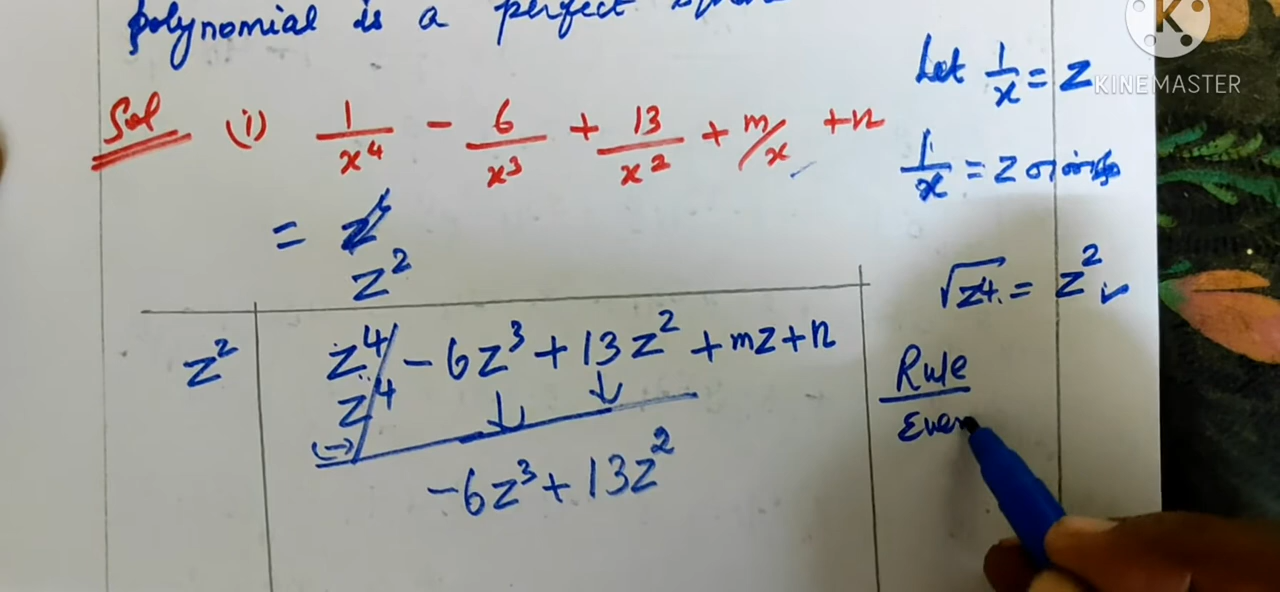 polynomial is a perfect
Let 1/x = z
KINEMASTER
Sol (i) 1/x⁴ - 6/x³ + 13/x² + m/x + n
1/x = z
= z
z²
√z4 = z²
z² z⁴ - 6z³ + 13z² + mz + n
z⁴
(-)
-6z³ + 13z²
Rule
Even